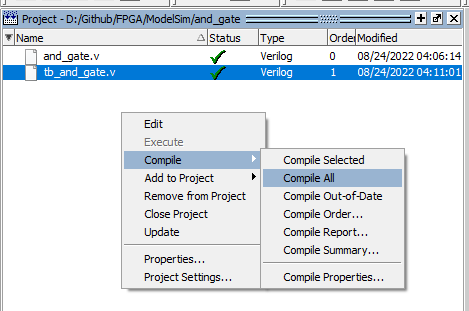 Project - D:/Github/FPGA/ModelSim/and_gate
Name Status Type Order Modified
and_gate.v Verilog 0 08/24/2022 04:06:14
tb_and_gate.v Verilog 1 08/24/2022 04:11:01
Edit
Execute
Compile
Add to Project
Remove from Project
Close Project
Update
Properties...
Project Settings...
Compile Selected
Compile All
Compile Out-of-Date
Compile Order...
Compile Report...
Compile Summary...
Compile Properties...